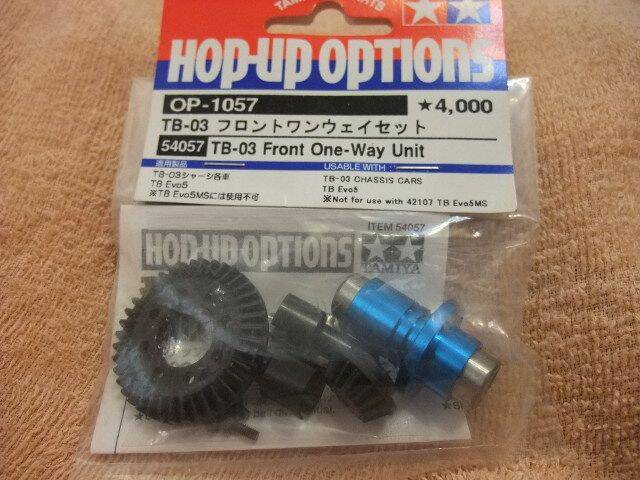 HOP-UP OPTIONS
OP-1057 ★4,000
TB-03 フロントワンウェイセット
54057 TB-03 Front One-Way Unit
適用製品 USABLE WITH
TB-03シャーシ各車 TB-03 CHASSIS CARS
TB Evo5 TB Evo5
※TB Evo5MSには使用不可 ※Not for use with 42107 TB Evo5MS
ITEM 54057
HOP-UP OPTIONS
TAMIYA